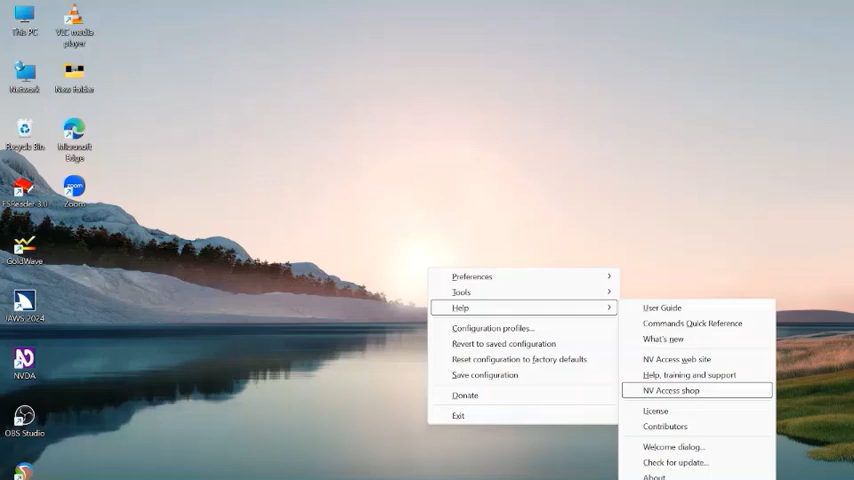 This PC
VLC media
player
Network
New Folder
Recycle Bin
Microsoft
Edge
ESReader-3.0
Zoom
zoom
GoldWave
JAWS 2024
NVDA
OBS Studio
Preferences
Tools
Help
Configuration profiles...
Revert to saved configuration
Reset configuration to factory defaults
Save configuration
Donate
Exit
User Guide
Commands Quick Reference
What's new
NV Access web site
Help, training and support
NV Access shop
License
Contributors
Welcome dialog...
Check for update...
About